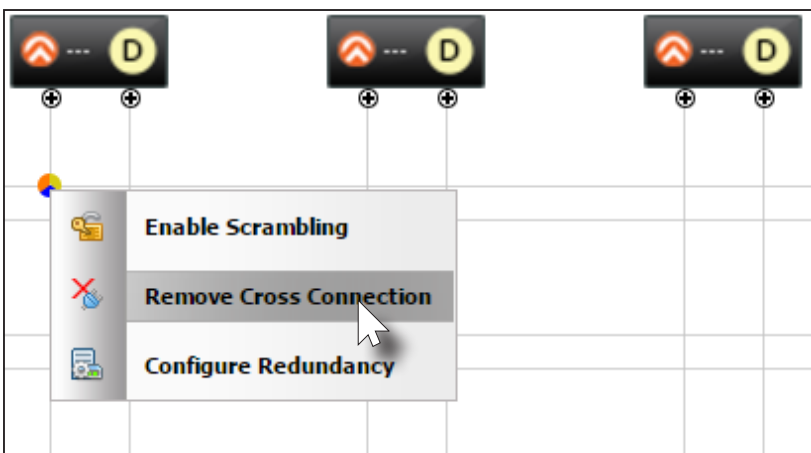 --- D --- D --- D
Enable Scrambling
Remove Cross Connection
Configure Redundancy